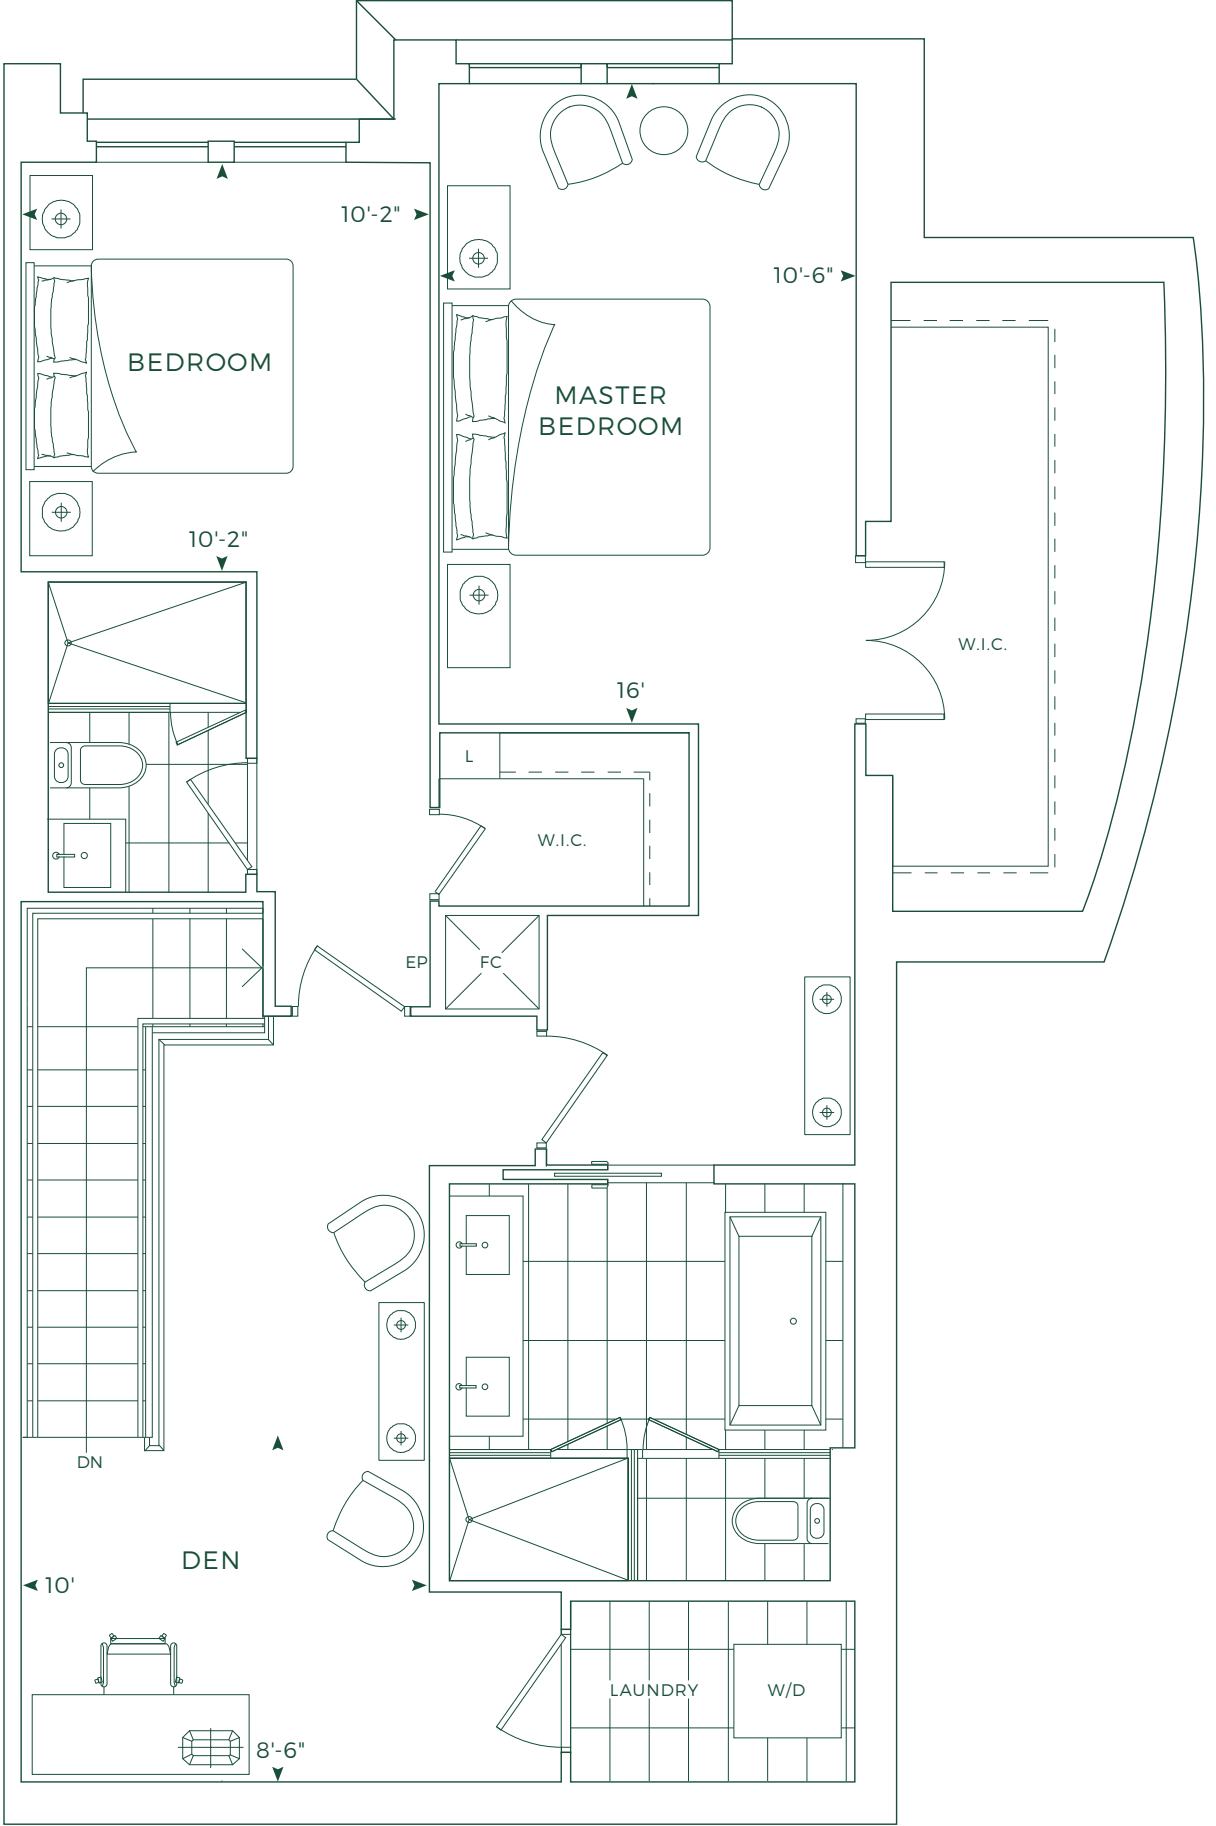 10'-2"
10'-6"
BEDROOM
MASTER
BEDROOM
10'-2"
W.I.C.
16'
L
W.I.C.
EP
FC
DN
DEN
10'
LAUNDRY
W/D
8'-6"